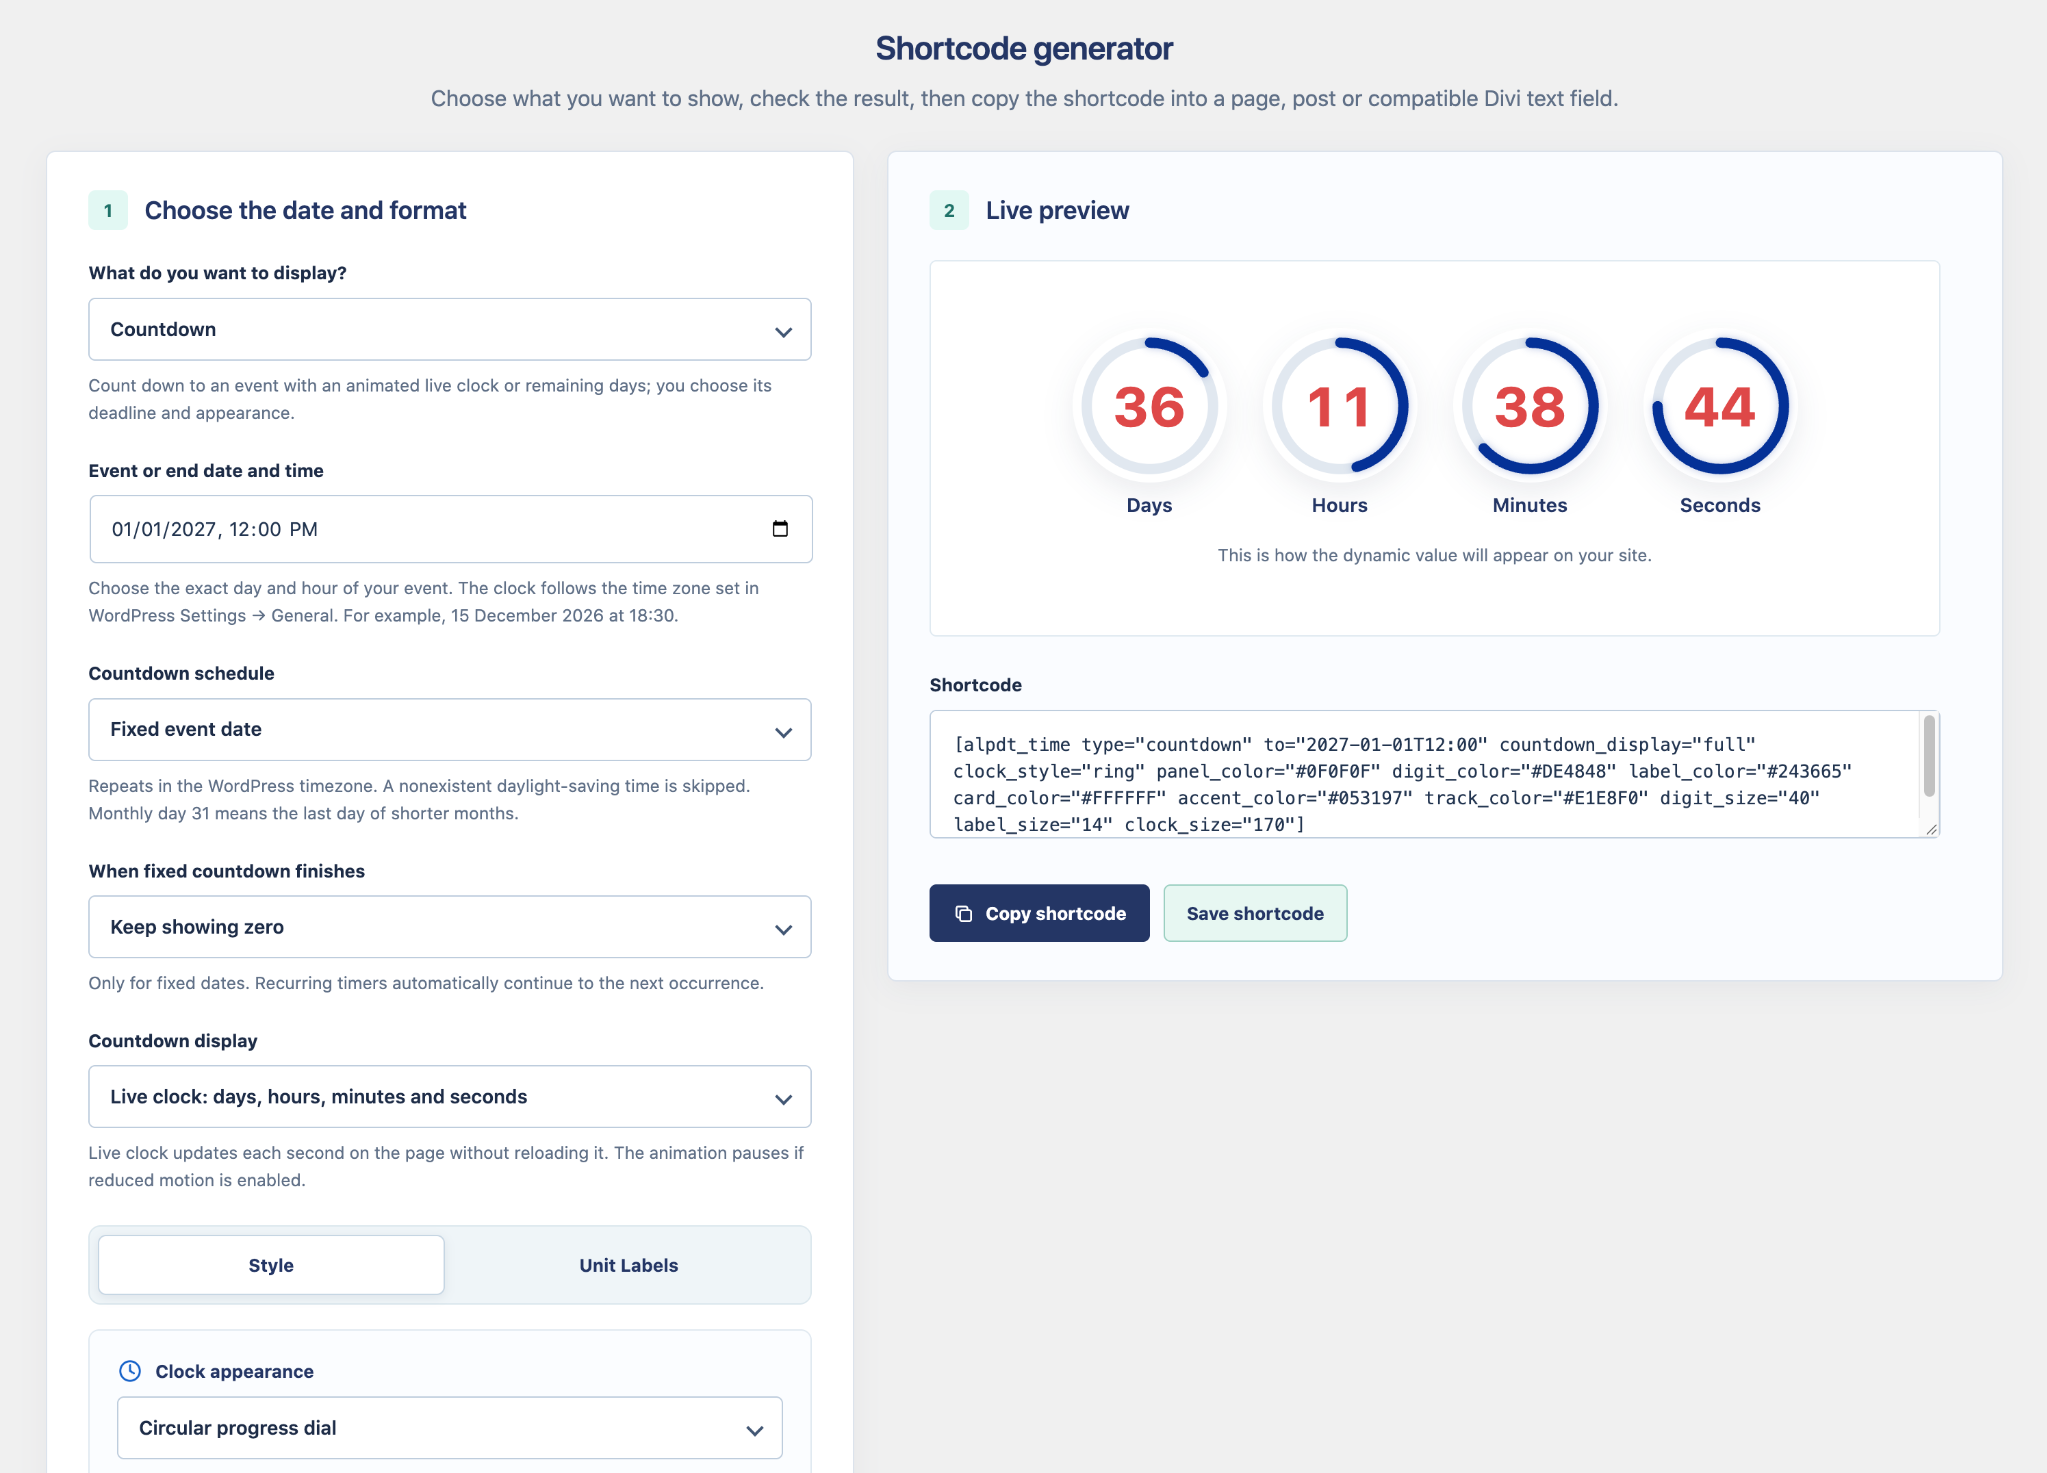 Shortcode generator
Choose what you want to show, check the result, then copy the shortcode into a page, post or compatible Divi text field.
1 Choose the date and format
What do you want to display?
Countdown
Count down to an event with an animated live clock or remaining days; you choose its
deadline and appearance.
Event or end date and time
01/01/2027, 12:00 PM
Choose the exact day and hour of your event. The clock follows the time zone set in
WordPress Settings → General. For example, 15 December 2026 at 18:30.
Countdown schedule
Fixed event date
Repeats in the WordPress timezone. A nonexistent daylight-saving time is skipped.
Monthly day 31 means the last day of shorter months.
When fixed countdown finishes
Keep showing zero
Only for fixed dates. Recurring timers automatically continue to the next occurrence.
Countdown display
Live clock: days, hours, minutes and seconds
Live clock updates each second on the page without reloading it. The animation pauses if
reduced motion is enabled.
Style Unit Labels
Clock appearance
Circular progress dial
2 Live preview
36 11 38 44
Days Hours Minutes Seconds
This is how the dynamic value will appear on your site.
Shortcode
[alpdt_time type="countdown" to="2027-01-01T12:00" countdown_display="full"
clock_style="ring" panel_color="#0F0F0F" digit_color="#DE4848" label_color="#243665"
card_color="#FFFFFF" accent_color="#053197" track_color="#E1E8F0" digit_size="40"
label_size="14" clock_size="170"]
Copy shortcode Save shortcode